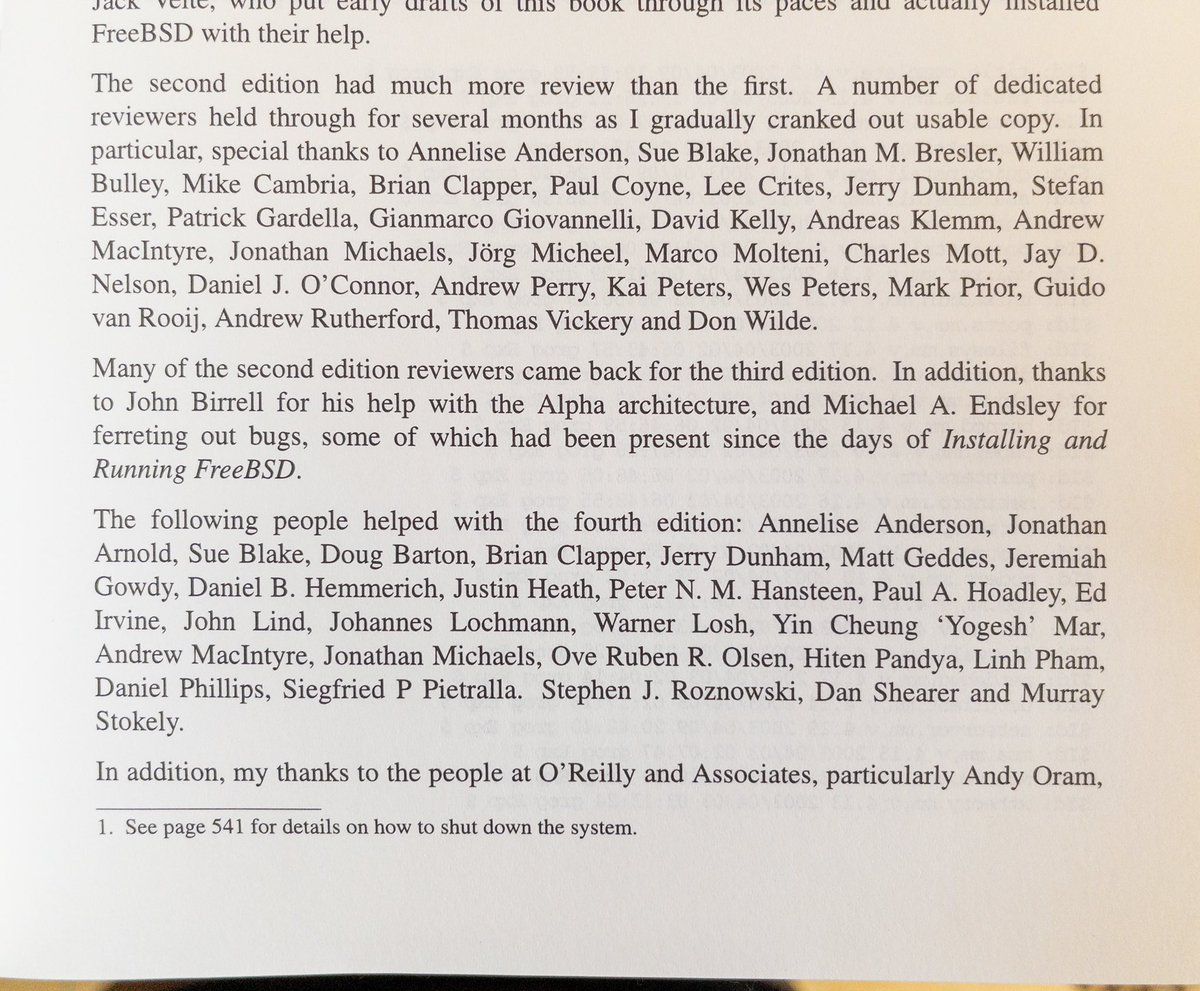 Jack Velte, who put early drafts of this book through its paces and actually installed
FreeBSD with their help.
The second edition had much more review than the first. A number of dedicated
reviewers held through for several months as I gradually cranked out usable copy. In
particular, special thanks to Annelise Anderson, Sue Blake, Jonathan M. Bresler, William
Bulley, Mike Cambria, Brian Clapper, Paul Coyne, Lee Crites, Jerry Dunham, Stefan
Esser, Patrick Gardella, Gianmarco Giovannelli, David Kelly, Andreas Klemm, Andrew
MacIntyre, Jonathan Michaels, Jörg Micheel, Marco Molteni, Charles Mott, Jay D.
Nelson, Daniel J. O’Connor, Andrew Perry, Kai Peters, Wes Peters, Mark Prior, Guido
van Rooij, Andrew Rutherford, Thomas Vickery and Don Wilde.
Many of the second edition reviewers came back for the third edition. In addition, thanks
to John Birrell for his help with the Alpha architecture, and Michael A. Endsley for
ferreting out bugs, some of which had been present since the days of Installing and
Running FreeBSD.
The following people helped with the fourth edition: Annelise Anderson, Jonathan
Arnold, Sue Blake, Doug Barton, Brian Clapper, Jerry Dunham, Matt Geddes, Jeremiah
Gowdy, Daniel B. Hemmerich, Justin Heath, Peter N. M. Hansteen, Paul A. Hoadley, Ed
Irvine, John Lind, Johannes Lochmann, Warner Losh, Yin Cheung ‘Yogesh’ Mar,
Andrew MacIntyre, Jonathan Michaels, Ove Ruben R. Olsen, Hiten Pandya, Linh Pham,
Daniel Phillips, Siegfried P Pietralla. Stephen J. Roznowski, Dan Shearer and Murray
Stokely.
In addition, my thanks to the people at O’Reilly and Associates, particularly Andy Oram,
1. See page 541 for details on how to shut down the system.